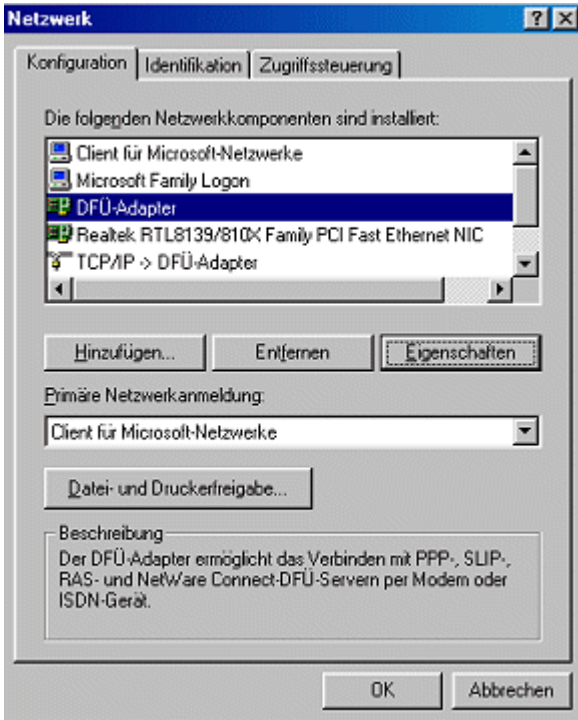 Netzwerk
Konfiguration Identifikation Zugriffssteuerung
Die folgenden Netzwerkkomponenten sind installiert:
Client für Microsoft-Netzwerke
Microsoft Family Logon
DFÜ-Adapter
Realtek RTL8139/810X Family PCI Fast Ethernet NIC
TCP/IP -> DFÜ-Adapter
Hinzufügen... Entfernen Eigenschaften
Primäre Netzwerkanmeldung:
Client für Microsoft-Netzwerke
Datei- und Druckerfreigabe...
Beschreibung
Der DFÜ-Adapter ermöglicht das Verbinden mit PPP-, SLIP-,
RAS- und NetWare Connect-DFÜ-Servern per Modem oder
ISDN-Gerät.
OK Abbrechen